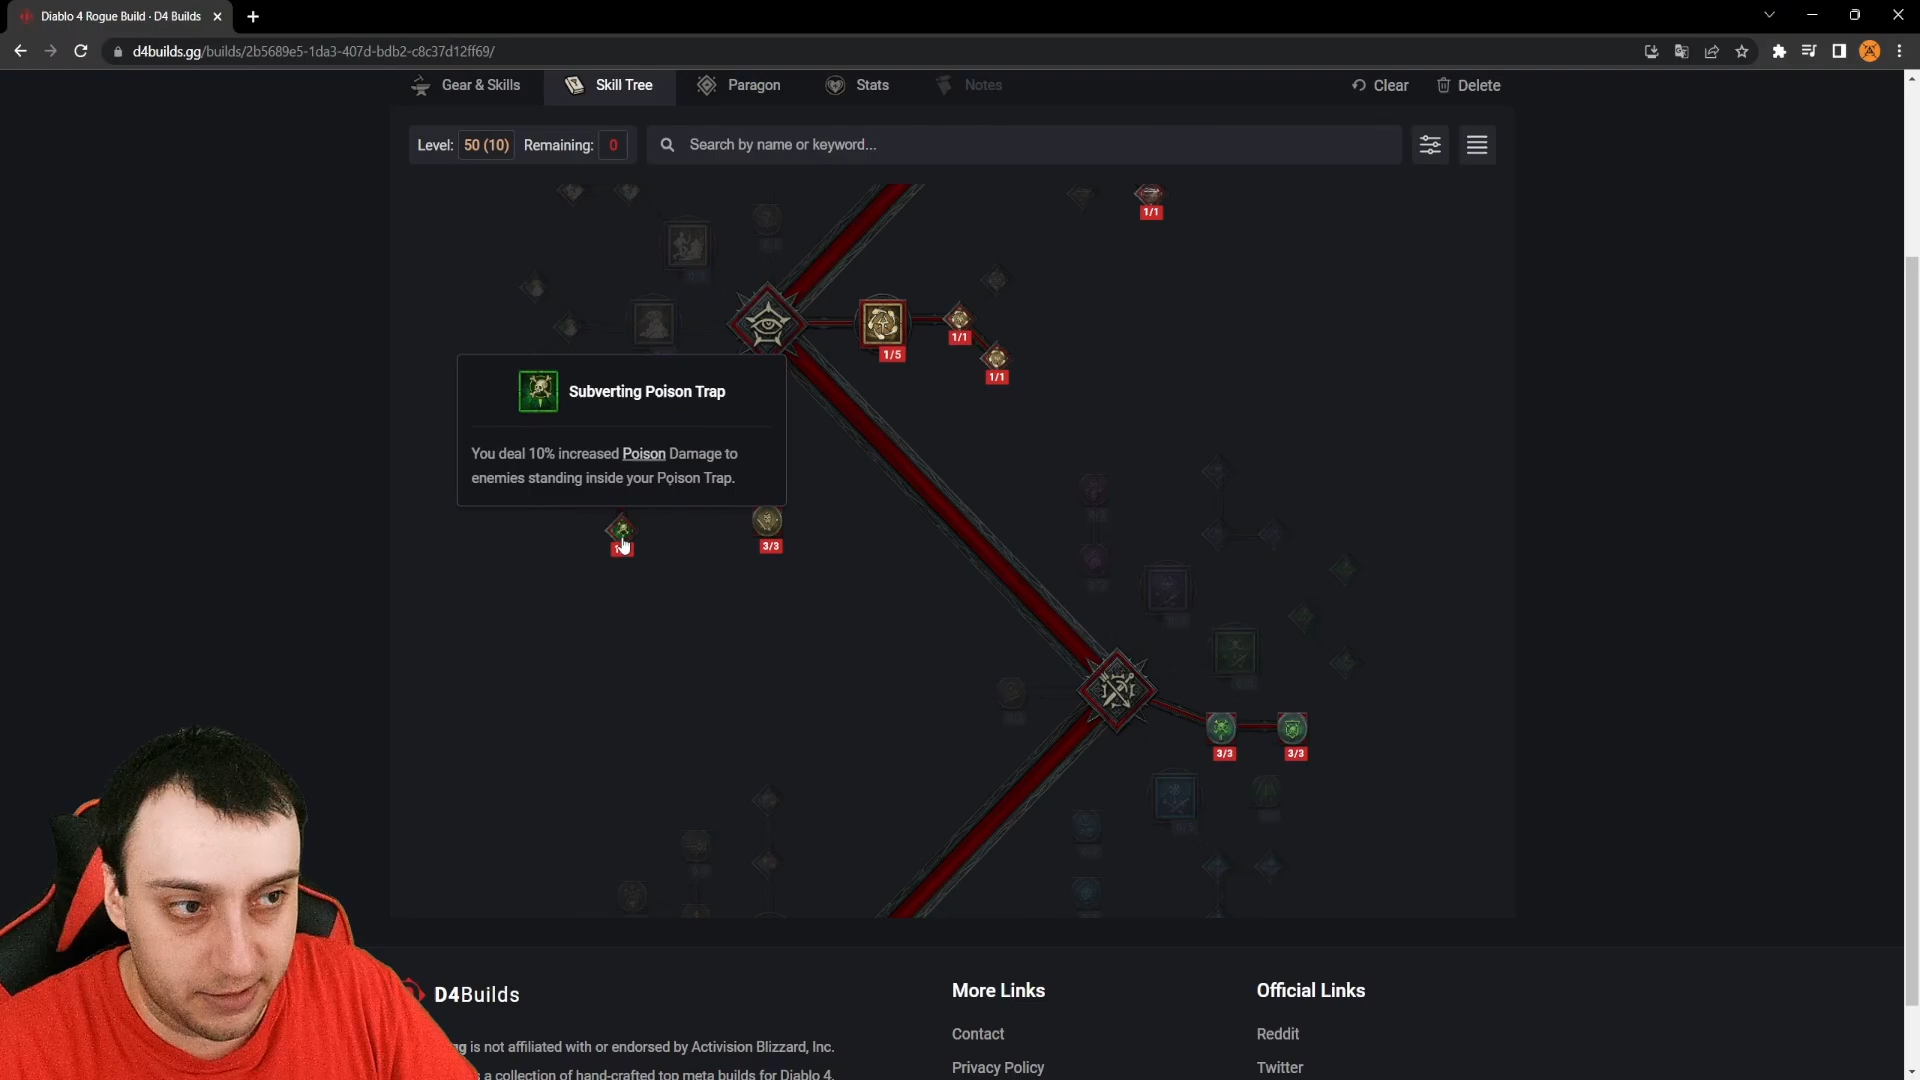 Diablo 4 Rogue Build · D4 Builds
d4builds.gg/builds/2b5689e5-1da3-407d-bdb2-c8c37d12ff69/
Gear & Skills
Skill Tree
Paragon
Stats
Notes
Clear
Delete
Level: 50 (10) Remaining: 0
Search by name or keyword...
1/1
1/5
1/1
1/1
Subverting Poison Trap
You deal 10% increased Poison Damage to
enemies standing inside your Poison Trap.
3/3
3/3
3/3
D4Builds
is not affiliated with or endorsed by Activision Blizzard, Inc.
a collection of hand-crafted top meta builds for Diablo 4.
More Links
Contact
Privacy Policy
Official Links
Reddit
Twitter